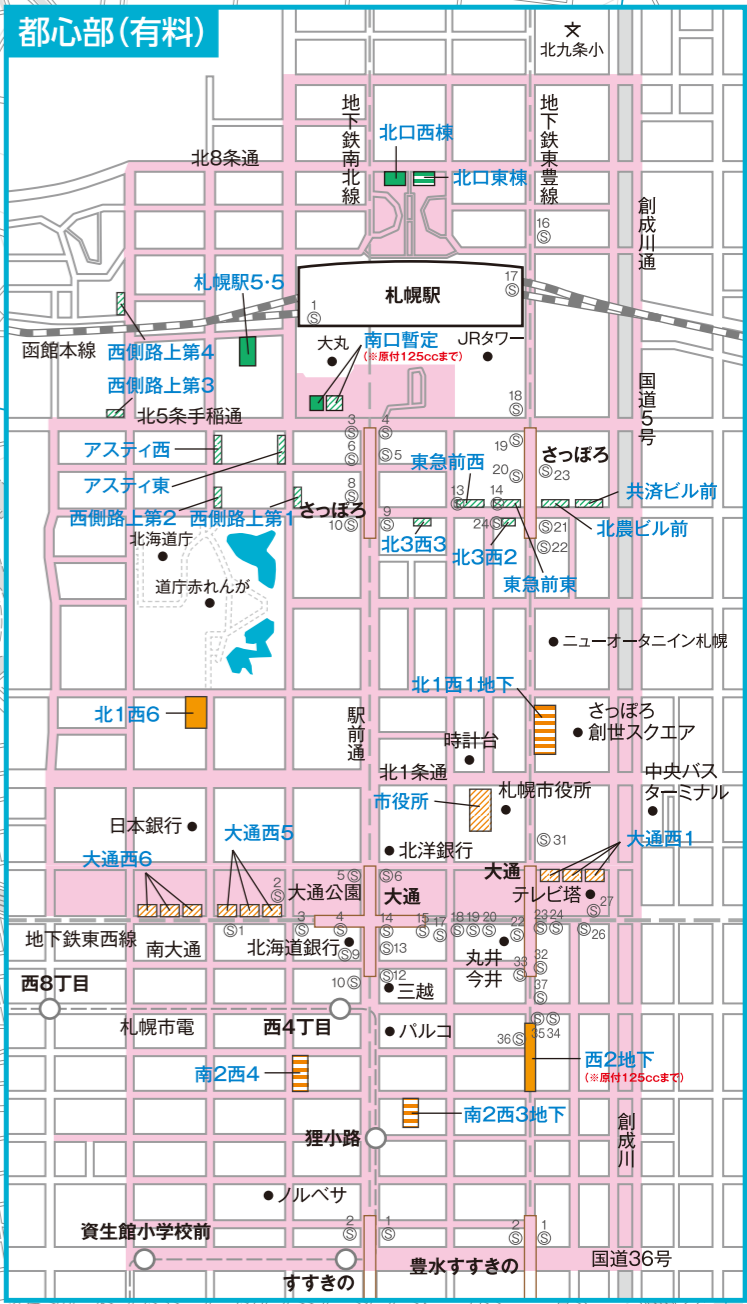 都心部(有料)
文
北九条小
地下鉄南北線
地下鉄東豊線
北口西棟
北8条通
北口東棟
創成川通
16
Ⓢ
札幌駅5・5
17
Ⓢ
札幌駅
1
Ⓢ
函館本線
西側路上第4
大丸
南口暫定
(※原付125ccまで)
JRタワー
西側路上第3
国道5号
北5条手稲通
18
Ⓢ
3
Ⓢ
4
Ⓢ
アスティ西
6
Ⓢ
Ⓢ5
19
Ⓢ
さっぽろ
東急前西
アスティ東
8
Ⓢ
20
Ⓢ
Ⓢ23
13
Ⓢ
14
Ⓢ
共済ビル前
西側路上第2
西側路上第1
さっぽろ
10Ⓢ
9
Ⓢ
24Ⓢ
Ⓢ21
北農ビル前
北海道庁
北3西3
北3西2
Ⓢ22
東急前東
道庁赤れんが
ニューオータニイン札幌
北1西1地下
北1西6
駅前通
さっぽろ
創世スクエア
時計台
北1条通
中央バス
ターミナル
市役所
札幌市役所
日本銀行
大通西5
北洋銀行
Ⓢ31
大通西1
大通西6
5Ⓢ
Ⓢ6
大通
2
Ⓢ
大通公園
大通
テレビ塔
27
Ⓢ
Ⓢ1
3
Ⓢ
4
Ⓢ
14
Ⓢ
15
Ⓢ
17
Ⓢ
18
Ⓢ
19
Ⓢ
20
Ⓢ
22
Ⓢ
23
Ⓢ
24
Ⓢ
Ⓢ
26
地下鉄東西線
南大通
北海道銀行
Ⓢ9
Ⓢ13
丸井
今井
33
Ⓢ
32
Ⓢ
西8丁目
10Ⓢ
Ⓢ12
三越
37
Ⓢ
札幌市電
西4丁目
パルコ
Ⓢ
35
Ⓢ
34
36Ⓢ
南2西4
西2地下
(※原付125ccまで)
南2西3地下
創成川
狸小路
ノルベサ
資生館小学校前
2
Ⓢ
1
Ⓢ
2
Ⓢ
1
Ⓢ
豊水すすきの
国道36号
すすきの